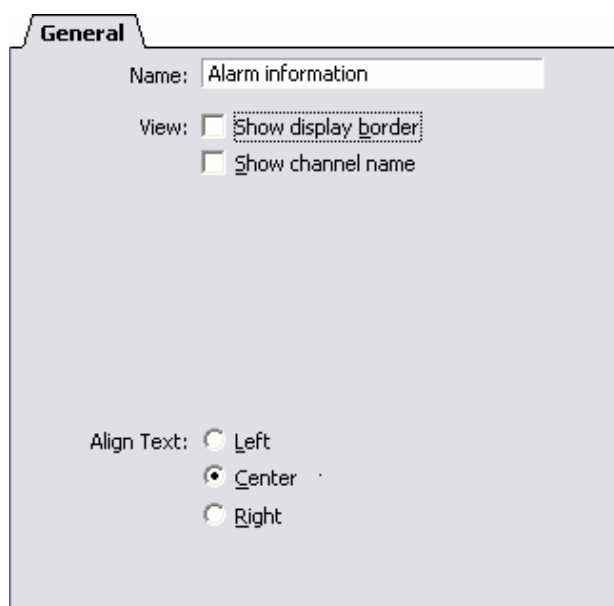 General
Name: Alarm information
View: Show display border
Show channel name
Align Text: Left
Center
Right